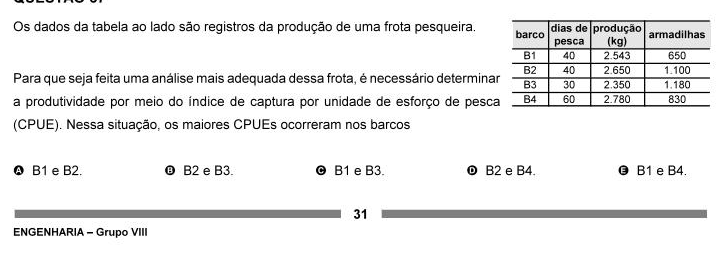 Os dados da tabela ao lado são registros da produção de uma frota pesqueira.
Para que seja feita uma análise mais adequada dessa frota, é necessário determinar
a produtividade por meio do índice de captura por unidade de esforço de pesca
(CPUE). Nessa situação, os maiores CPUEs ocorreram nos barcos
barco dias de pesca produção (kg) armadilhas
B1 40 2.543 650
B2 40 2.650 1.100
B3 30 2.350 1.180
B4 60 2.780 830
A B1 e B2. B B2 e B3. C B1 e B3. D B2 e B4. E B1 e B4.
31
ENGENHARIA – Grupo VIII